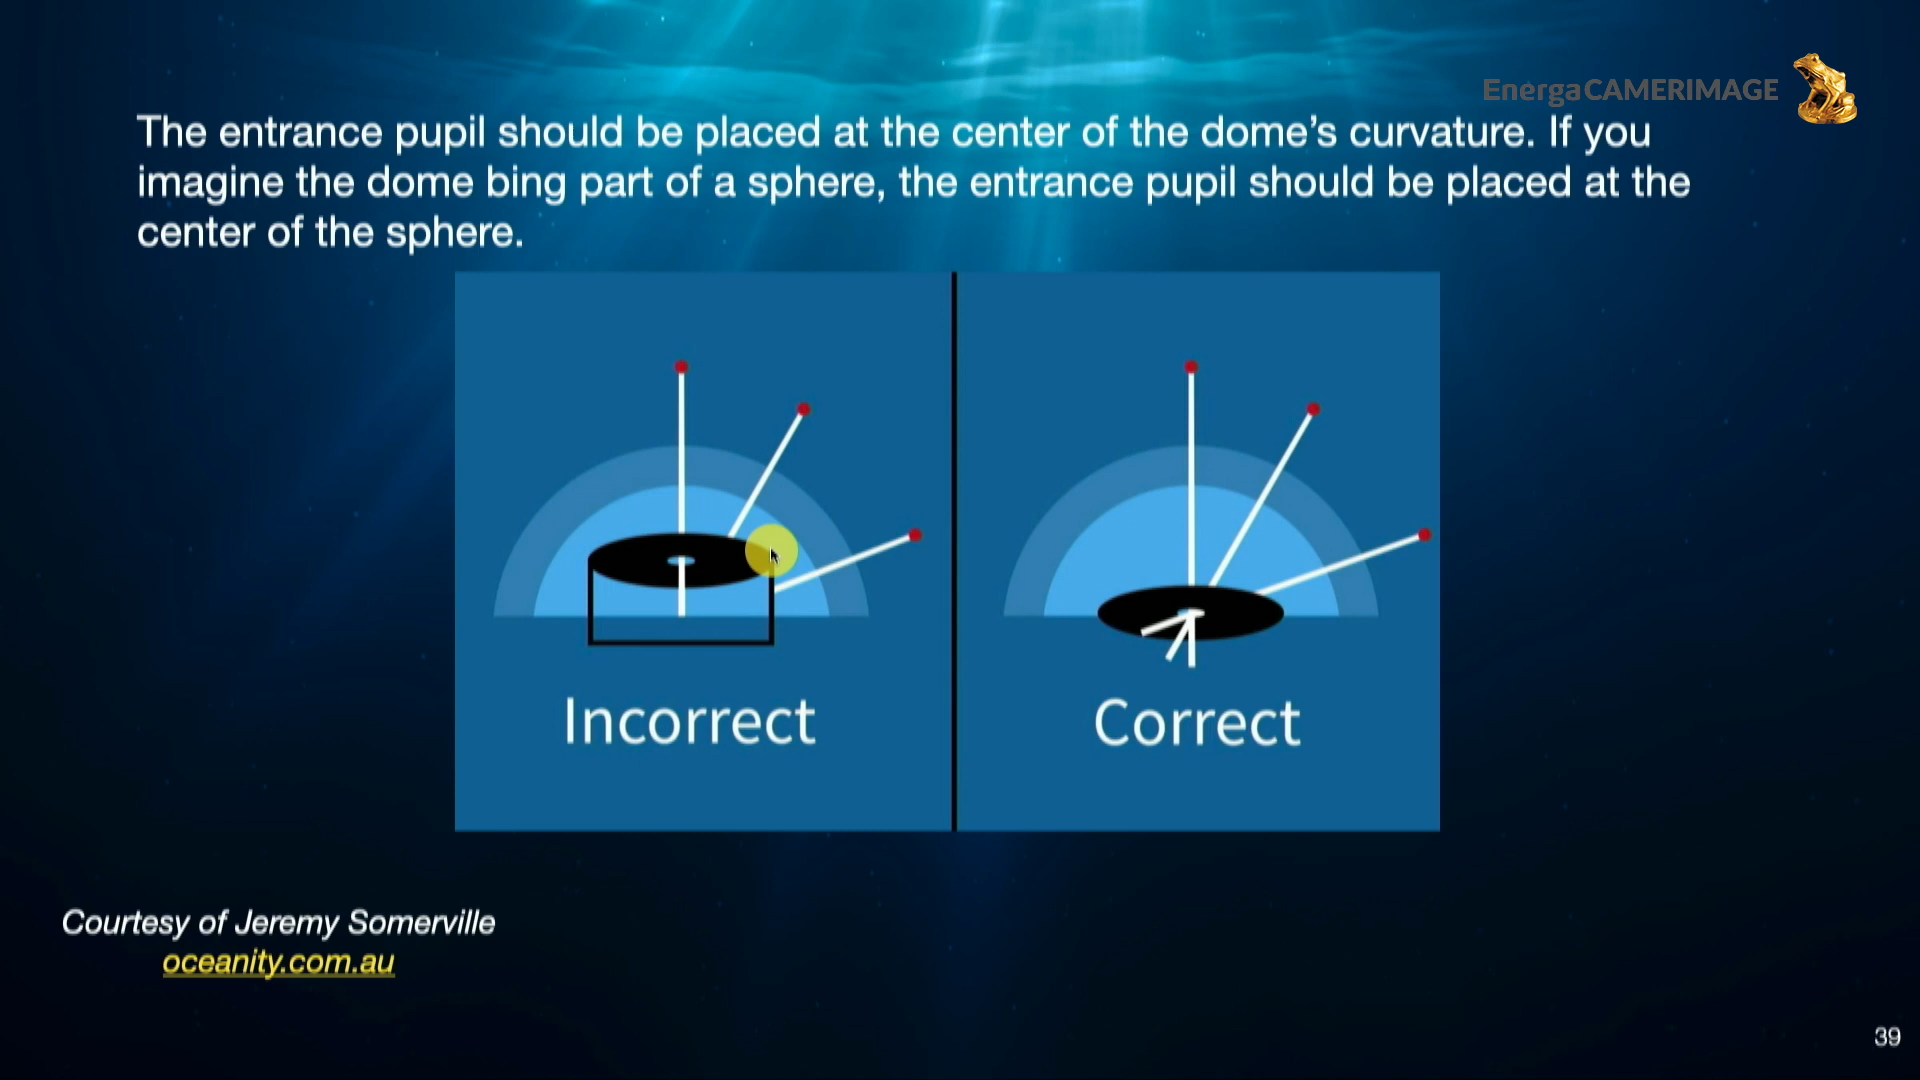 EnergaCAMERIMAGE
The entrance pupil should be placed at the center of the dome’s curvature. If you
imagine the dome bing part of a sphere, the entrance pupil should be placed at the
center of the sphere.
Incorrect
Correct
Courtesy of Jeremy Somerville
oceanity.com.au
39